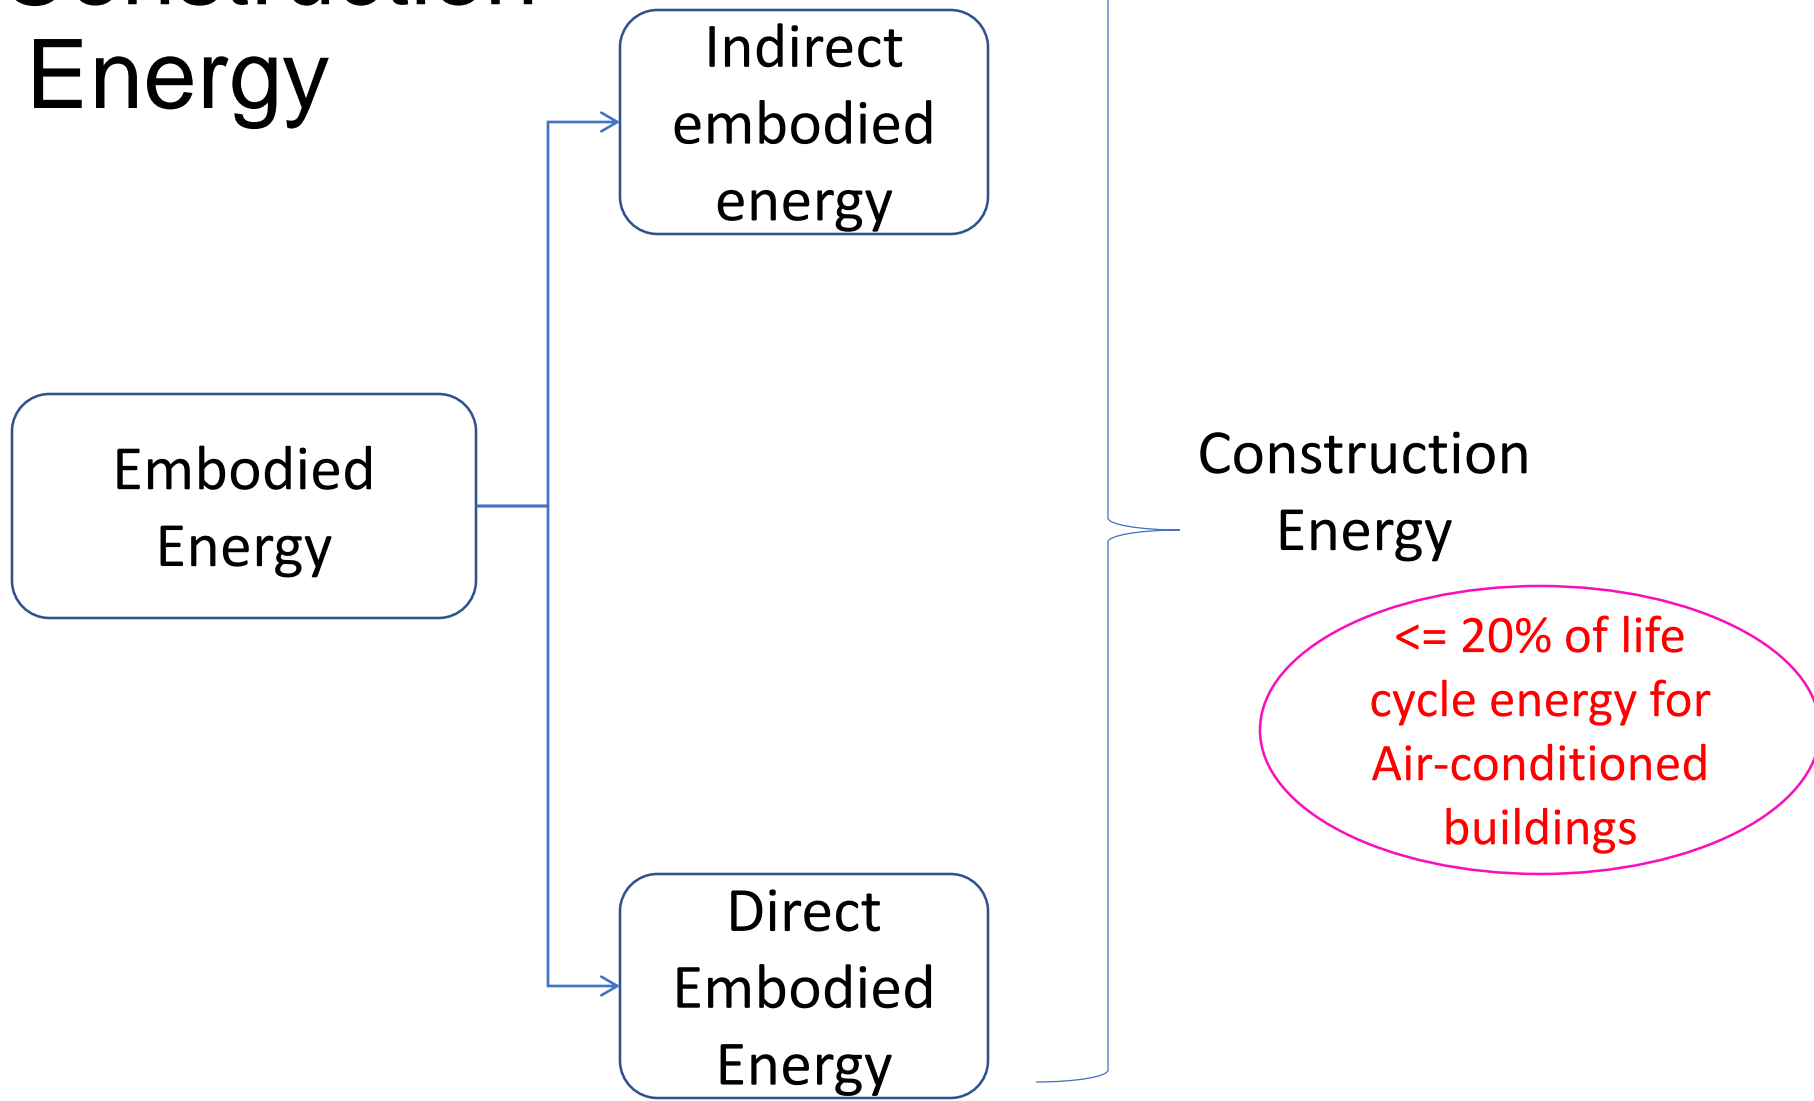 Construction
Energy
Indirect
embodied
energy
Embodied
Energy
Construction
Energy
<= 20% of life
cycle energy for
Air-conditioned
buildings
Direct
Embodied
Energy